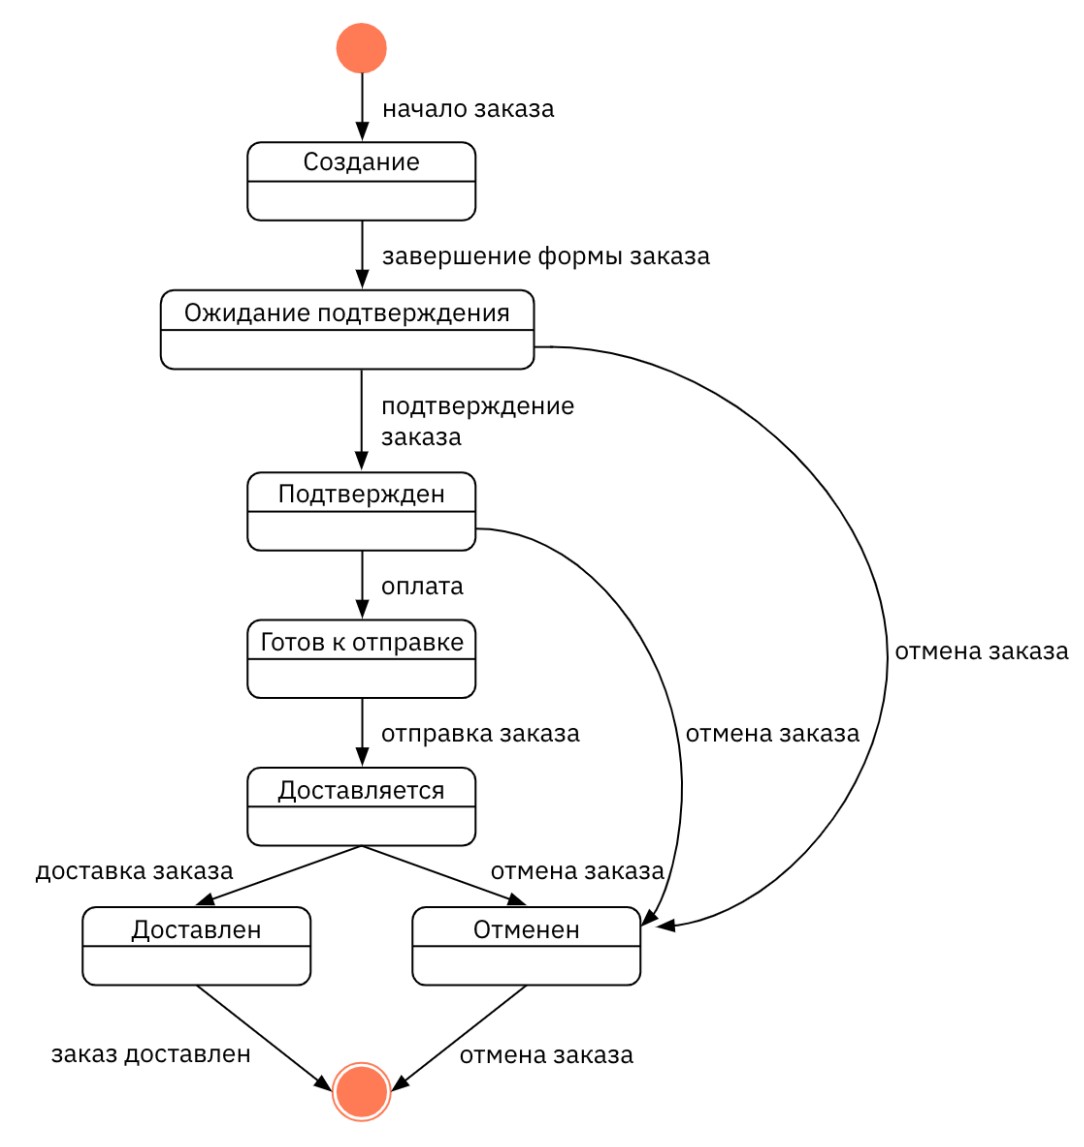 начало заказа
Создание
завершение формы заказа
Ожидание подтверждения
подтверждение
заказа
Подтвержден
оплата
Готов к отправке
отмена заказа
отправка заказа
отмена заказа
Доставляется
доставка заказа
отмена заказа
Доставлен
Отменен
заказ доставлен
отмена заказа